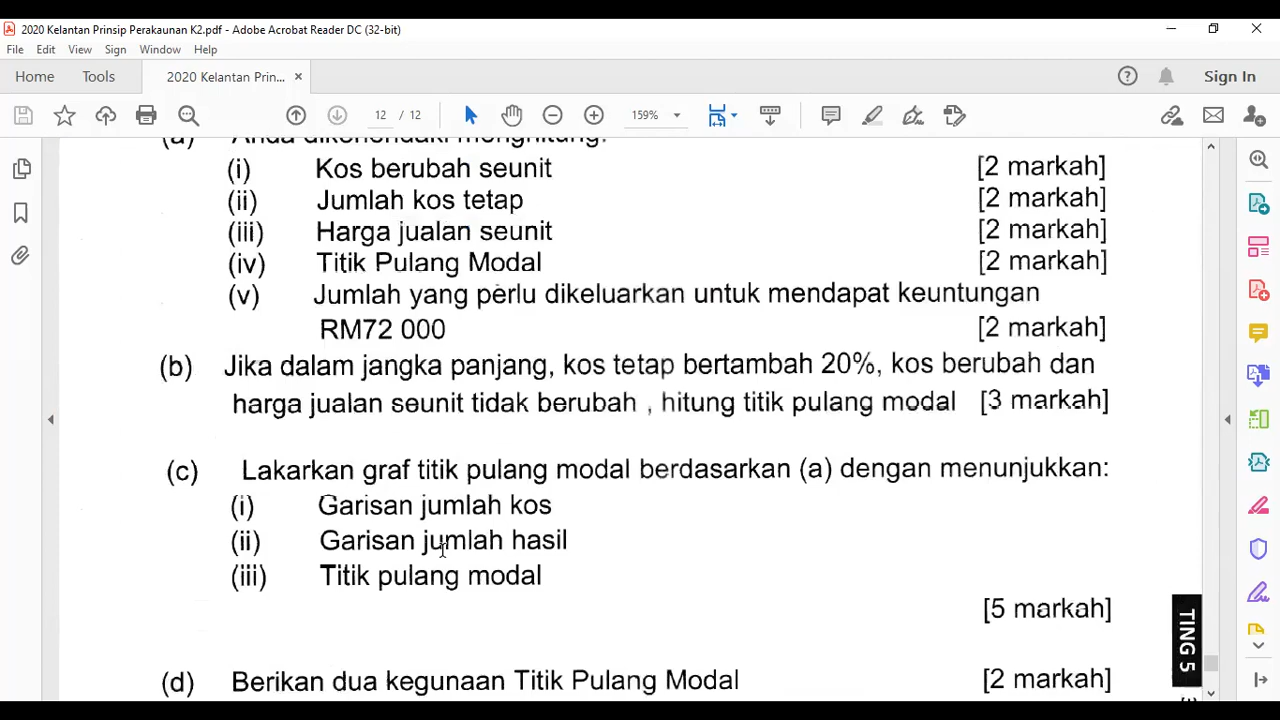 2020 Kelantan Prinsip Perakaunan K2.pdf - Adobe Acrobat Reader DC (32-bit)
File Edit View Sign Window Help
Home Tools 2020 Kelantan Prin... × Sign In
12 / 12 159%
(a) Anda dikehendaki menghitung:
(i) Kos berubah seunit [2 markah]
(ii) Jumlah kos tetap [2 markah]
(iii) Harga jualan seunit [2 markah]
(iv) Titik Pulang Modal [2 markah]
(v) Jumlah yang perlu dikeluarkan untuk mendapat keuntungan
RM72 000 [2 markah]
(b) Jika dalam jangka panjang, kos tetap bertambah 20%, kos berubah dan
harga jualan seunit tidak berubah , hitung titik pulang modal [3 markah]
(c) Lakarkan graf titik pulang modal berdasarkan (a) dengan menunjukkan:
(i) Garisan jumlah kos
(ii) Garisan jumlah hasil
(iii) Titik pulang modal
[5 markah]
TING 5
(d) Berikan dua kegunaan Titik Pulang Modal [2 markah]